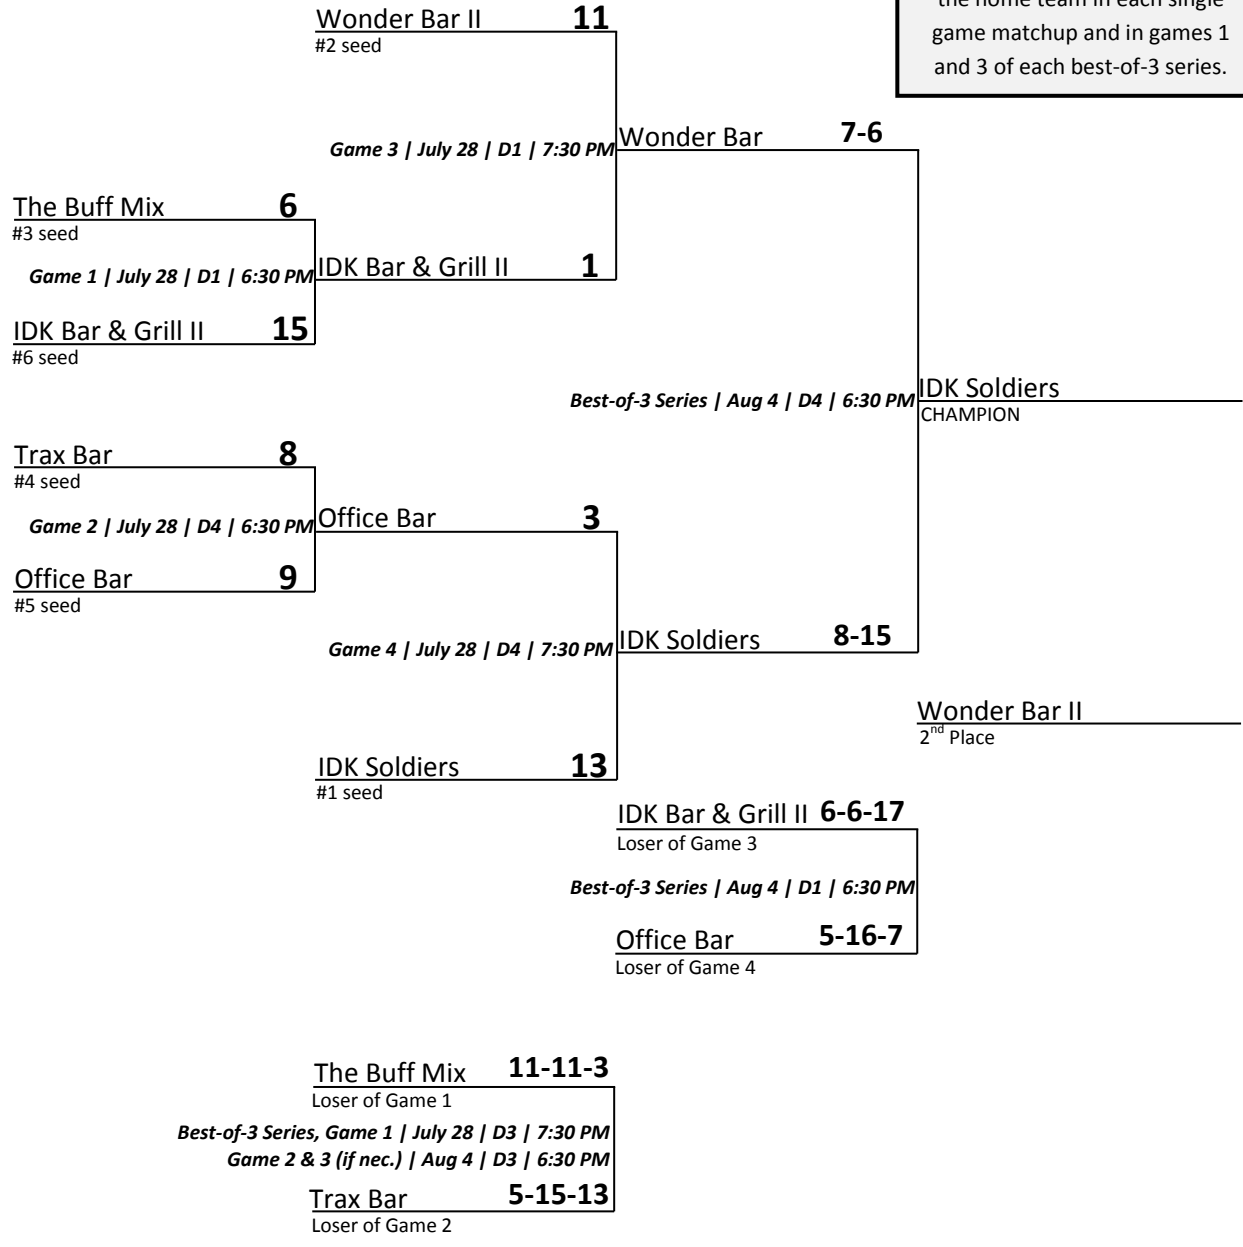 the home team in each single
game matchup and in games 1
and 3 of each best-of-3 series.
Wonder Bar II 11
#2 seed
Game 3 | July 28 | D1 | 7:30 PM
Wonder Bar 7-6
The Buff Mix 6
#3 seed
Game 1 | July 28 | D1 | 6:30 PM
IDK Bar & Grill II 1
IDK Bar & Grill II 15
#6 seed
Best-of-3 Series | Aug 4 | D4 | 6:30 PM
IDK Soldiers
CHAMPION
Trax Bar 8
#4 seed
Game 2 | July 28 | D4 | 6:30 PM
Office Bar 3
Office Bar 9
#5 seed
Game 4 | July 28 | D4 | 7:30 PM
IDK Soldiers 8-15
Wonder Bar II
2nd Place
IDK Soldiers 13
#1 seed
IDK Bar & Grill II 6-6-17
Loser of Game 3
Best-of-3 Series | Aug 4 | D1 | 6:30 PM
Office Bar 5-16-7
Loser of Game 4
The Buff Mix 11-11-3
Loser of Game 1
Best-of-3 Series, Game 1 | July 28 | D3 | 7:30 PM
Game 2 & 3 (if nec.) | Aug 4 | D3 | 6:30 PM
Trax Bar 5-15-13
Loser of Game 2